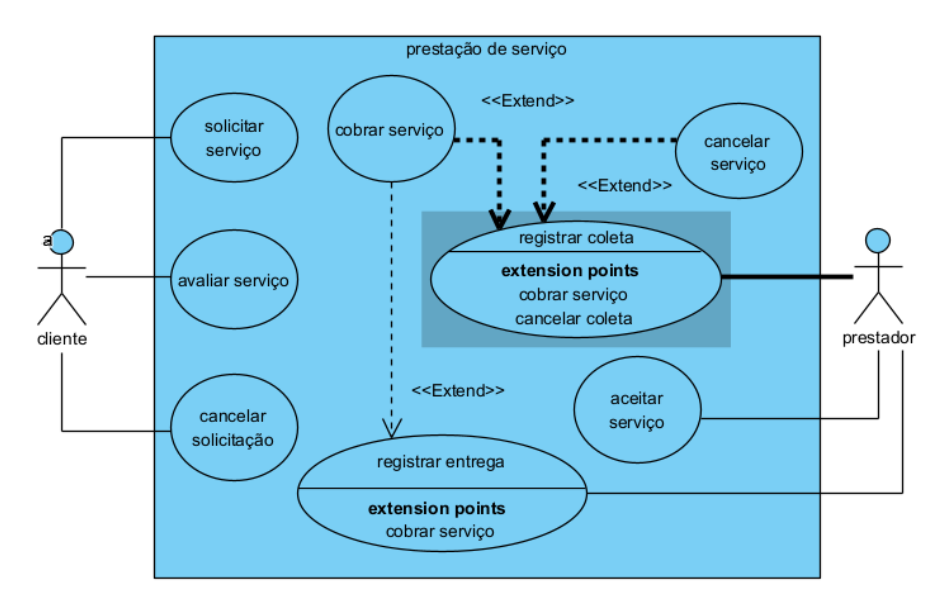 prestação de serviço
<<Extend>>
solicitar
serviço
cobrar serviço
cancelar
serviço
<<Extend>>
a
registrar coleta
extension points
cobrar serviço
cancelar coleta
avaliar serviço
cliente
prestador
<<Extend>>
aceitar
serviço
cancelar
solicitação
registrar entrega
extension points
cobrar serviço